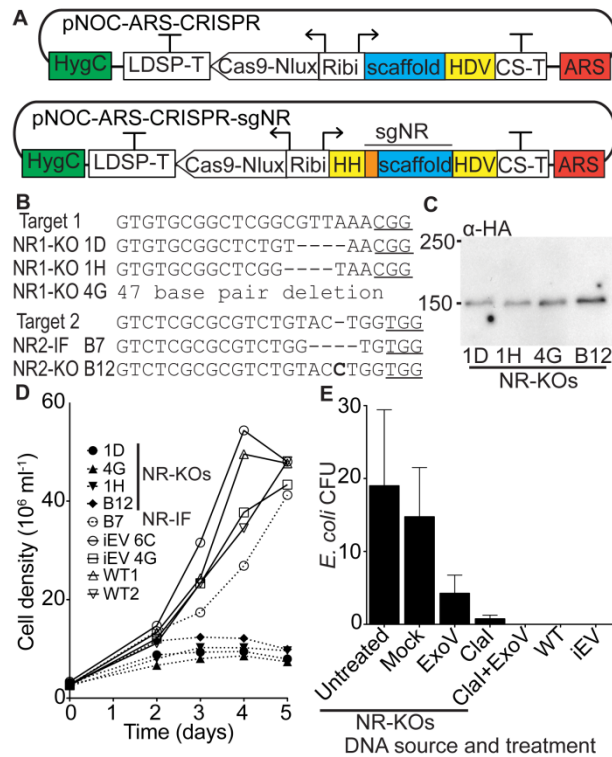 A
pNOC-ARS-CRISPR
HygC LDSP-T Cas9-Nlux Ribi scaffold HDV CS-T ARS
pNOC-ARS-CRISPR-sgNR
sgNR
HygC LDSP-T Cas9-Nlux Ribi HH scaffold HDV CS-T ARS
B
Target 1 GTGTGCGGCTCGGCGTTAAACGG
NR1-KO 1D GTGTGCGGCTCTGT----AACGG
NR1-KO 1H GTGTGCGGCTCGG----TAACGG
NR1-KO 4G 47 base pair deletion
Target 2 GTCTCGCGCGTCTGTAC-TGGTGG
NR2-IF B7 GTCTCGCGCGTCTGG----TGTGG
NR2-KO B12 GTCTCGCGCGTCTGTACCTGGTGG
C
α-HA
250
150
1D 1H 4G B12
NR-KOs
D
Cell density (10⁶ ml⁻¹)
60
40
20
0
1D
4G
1H
B12
NR-KOs
B7
NR-IF
iEV 6C
iEV 4G
WT1
WT2
0 1 2 3 4 5
Time (days)
E
E. coli CFU
30
20
10
0
Untreated
Mock
ExoV
ClaI
ClaI+ExoV
WT
iEV
NR-KOs
DNA source and treatment